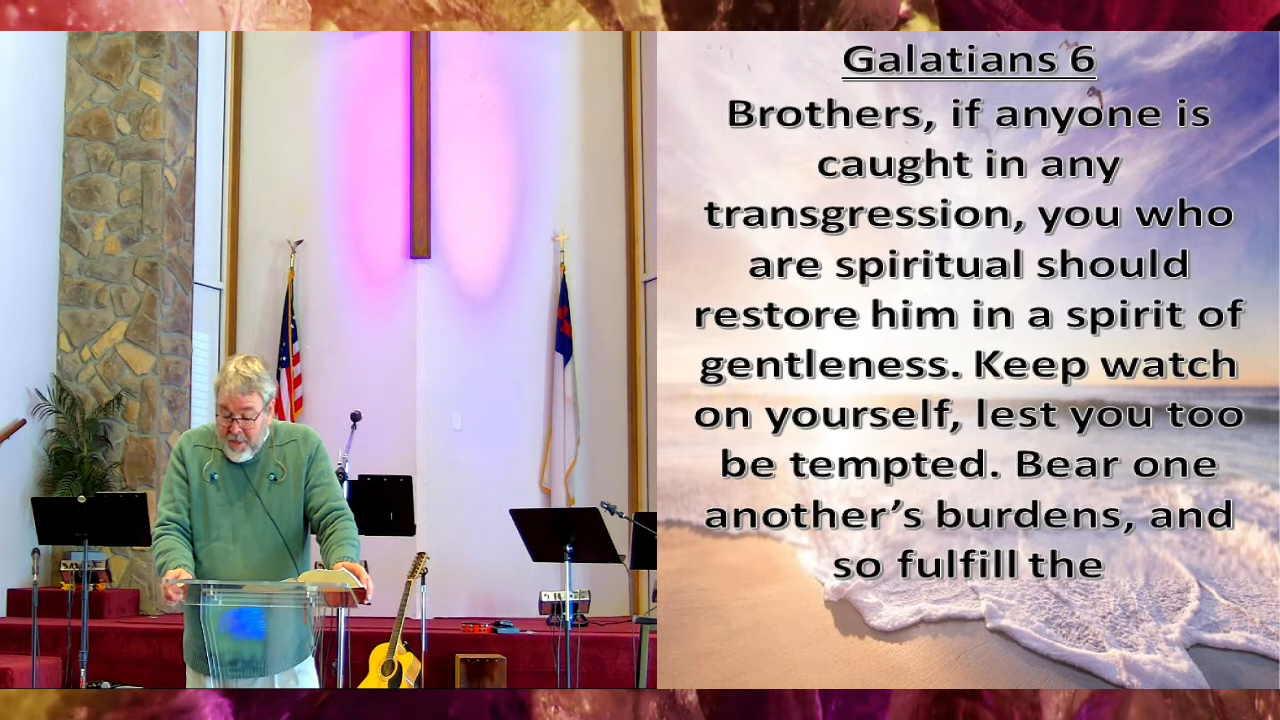 Galatians 6
Brothers, if anyone is
caught in any
transgression, you who
are spiritual should
restore him in a spirit of
gentleness. Keep watch
on yourself, lest you too
be tempted. Bear one
another’s burdens, and
so fulfill the